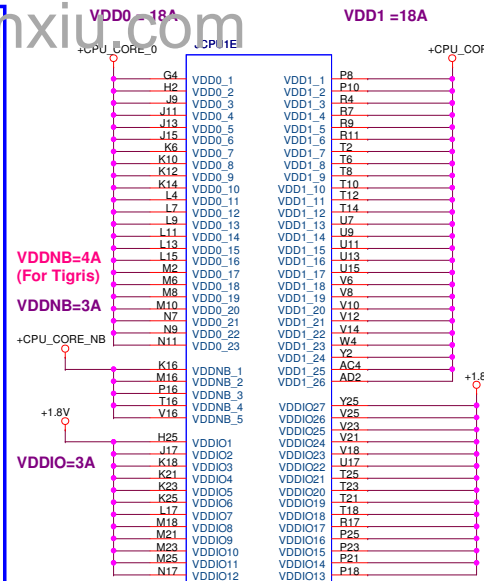 nxiu.com
VDD0 =18A
VDD1 =18A
+CPU_CORE_0
JCPU1E
+CPU_COR
G4 VDD0_1 VDD1_1 P8
H2 VDD0_2 VDD1_2 P10
J9 VDD0_3 VDD1_3 R4
J11 VDD0_4 VDD1_4 R7
J13 VDD0_5 VDD1_5 R9
J15 VDD0_6 VDD1_6 R11
K6 VDD0_7 VDD1_7 T2
K10 VDD0_8 VDD1_8 T6
K12 VDD0_9 VDD1_9 T8
K14 VDD0_10 VDD1_10 T10
L4 VDD0_11 VDD1_11 T12
L7 VDD0_12 VDD1_12 T14
L9 VDD0_13 VDD1_13 U7
L11 VDD0_14 VDD1_14 U9
L13 VDD0_15 VDD1_15 U11
L15 VDD0_16 VDD1_16 U13
M2 VDD0_17 VDD1_17 U15
M6 VDD0_18 VDD1_18 V6
M8 VDD0_19 VDD1_19 V8
M10 VDD0_20 VDD1_20 V10
N7 VDD0_21 VDD1_21 V12
N9 VDD0_22 VDD1_22 V14
N11 VDD0_23 VDD1_23 W4
VDD1_24 Y2
K16 VDDNB_1 VDD1_25 AC4
M16 VDDNB_2 VDD1_26 AD2
P16 VDDNB_3
T16 VDDNB_4 VDDIO27 Y25
V16 VDDNB_5 VDDIO26 V25
VDDIO25 V23
H25 VDDIO1 VDDIO24 V21
J17 VDDIO2 VDDIO23 V18
K18 VDDIO3 VDDIO22 U17
K21 VDDIO4 VDDIO21 T25
K23 VDDIO5 VDDIO20 T23
K25 VDDIO6 VDDIO19 T21
L17 VDDIO7 VDDIO18 T18
M18 VDDIO8 VDDIO17 R17
M21 VDDIO9 VDDIO16 P25
M23 VDDIO10 VDDIO15 P23
M25 VDDIO11 VDDIO14 P21
N17 VDDIO12 VDDIO13 P18
VDDNB=4A
(For Tigris)
VDDNB=3A
+CPU_CORE_NB
+1.8
+1.8V
VDDIO=3A